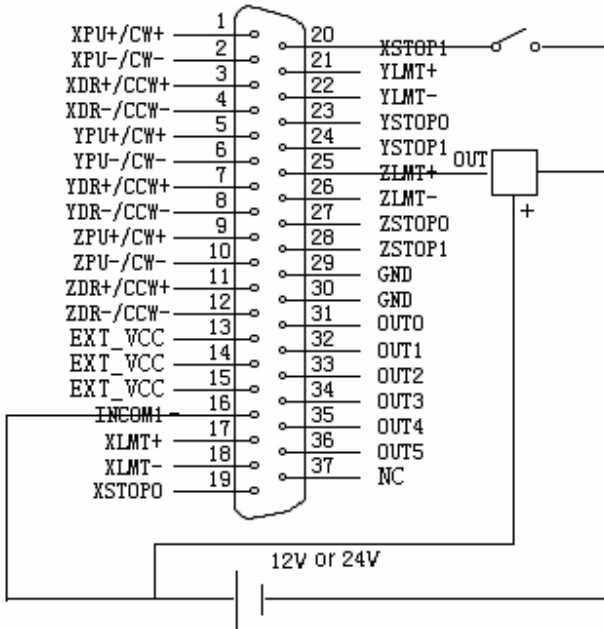 XPU+/CW+ 1
XPU-/CW- 2
XDR+/CCW+ 3
XDR-/CCW- 4
YPU+/CW+ 5
YPU-/CW- 6
YDR+/CCW+ 7
YDR-/CCW- 8
ZPU+/CW+ 9
ZPU-/CW- 10
ZDR+/CCW+ 11
ZDR-/CCW- 12
EXT_VCC 13
EXT_VCC 14
EXT_VCC 15
INCOM1 - 16
XLMT+ 17
XLMT- 18
XSTOP0 19
20 XSTOP1
21 YLMT+
22 YLMT-
23 YSTOP0
24 YSTOP1
25 ZLMT+
26 ZLMT-
27 ZSTOP0
28 ZSTOP1
29 GND
30 GND
31 OUT0
32 OUT1
33 OUT2
34 OUT3
35 OUT4
36 OUT5
37 NC
OUT
+
12V or 24V